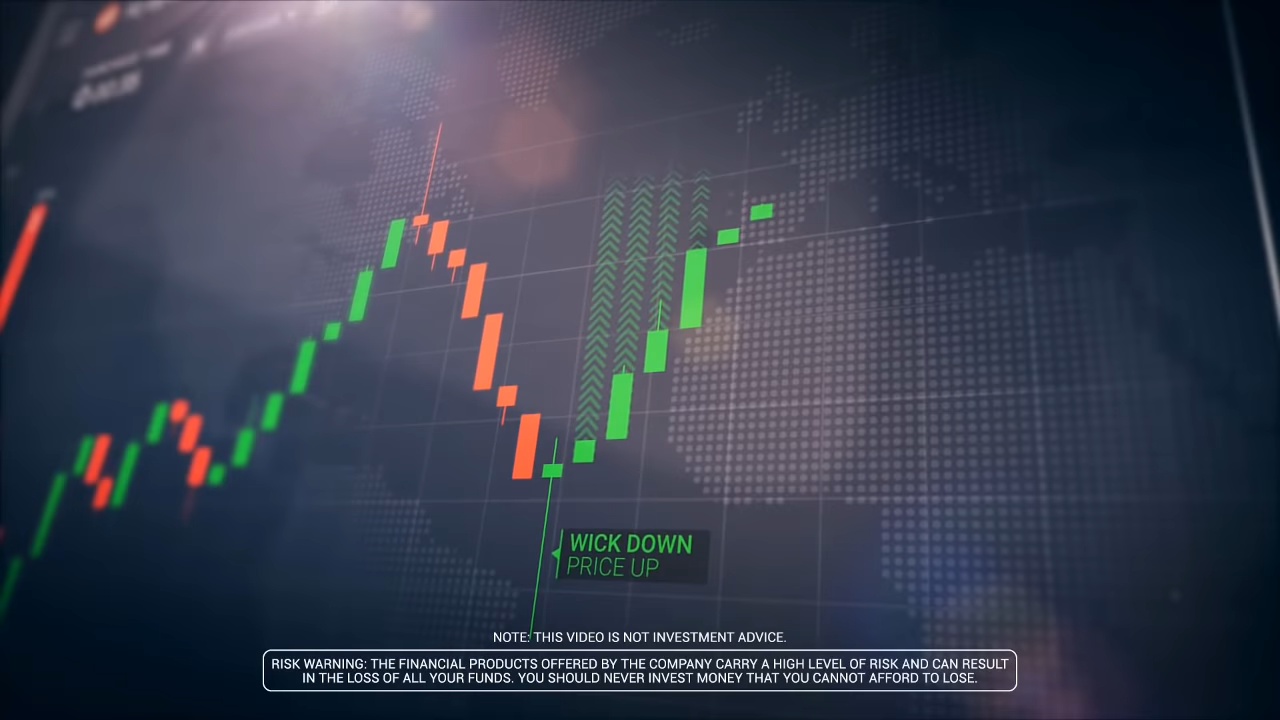 WICK DOWN
PRICE UP
NOTE: THIS VIDEO IS NOT INVESTMENT ADVICE.
RISK WARNING: THE FINANCIAL PRODUCTS OFFERED BY THE COMPANY CARRY A HIGH LEVEL OF RISK AND CAN RESULT
IN THE LOSS OF ALL YOUR FUNDS. YOU SHOULD NEVER INVEST MONEY THAT YOU CANNOT AFFORD TO LOSE.